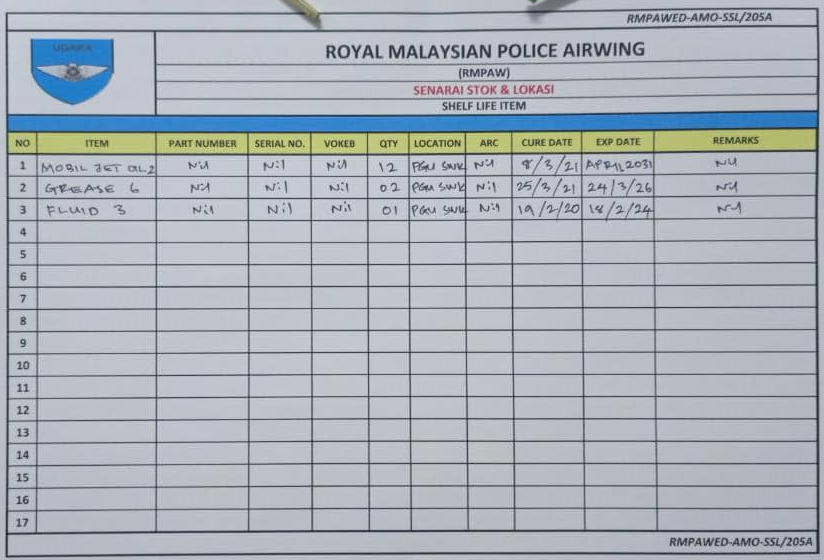 RMPAWED-AMO-SSL/205A
UDARA
ROYAL MALAYSIAN POLICE AIRWING
(RMPAW)
SENARAI STOK & LOKASI
SHELF LIFE ITEM
NO ITEM PART NUMBER SERIAL NO. VOKEB QTY LOCATION ARC CURE DATE EXP DATE REMARKS
1 MOBIL JET OIL 2 Nil Nil Nil 12 PGU SWK Nil 8/3/21 APRIL 2031 Nil
2 GREASE 6 Nil Nil Nil 02 PGU SWK Nil 25/3/21 24/3/26 Nil
3 FLUID 3 Nil Nil Nil 01 PGU SWK Nil 19/2/20 18/2/24 Nil
4
5
6
7
8
9
10
11
12
13
14
15
16
17
RMPAWED-AMO-SSL/205A